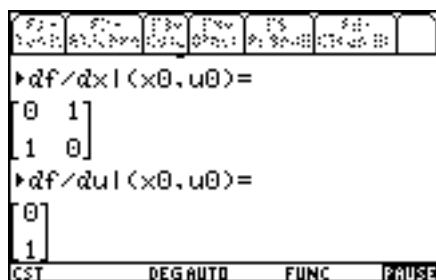 ▸df/dx|(x0,u0)=
[0 1]
[1 0]
▸df/du|(x0,u0)=
[0]
[1]
CST DEG AUTO FUNC PAUSE